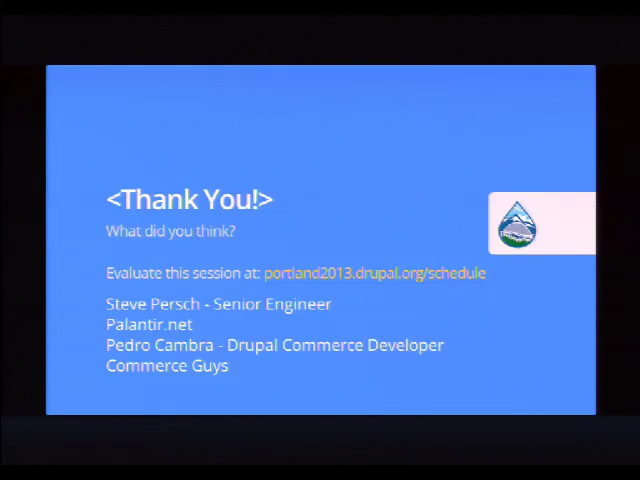 <Thank You!>
What did you think?
Evaluate this session at: portland2013.drupal.org/schedule
Steve Persch - Senior Engineer
Palantir.net
Pedro Cambra - Drupal Commerce Developer
Commerce Guys